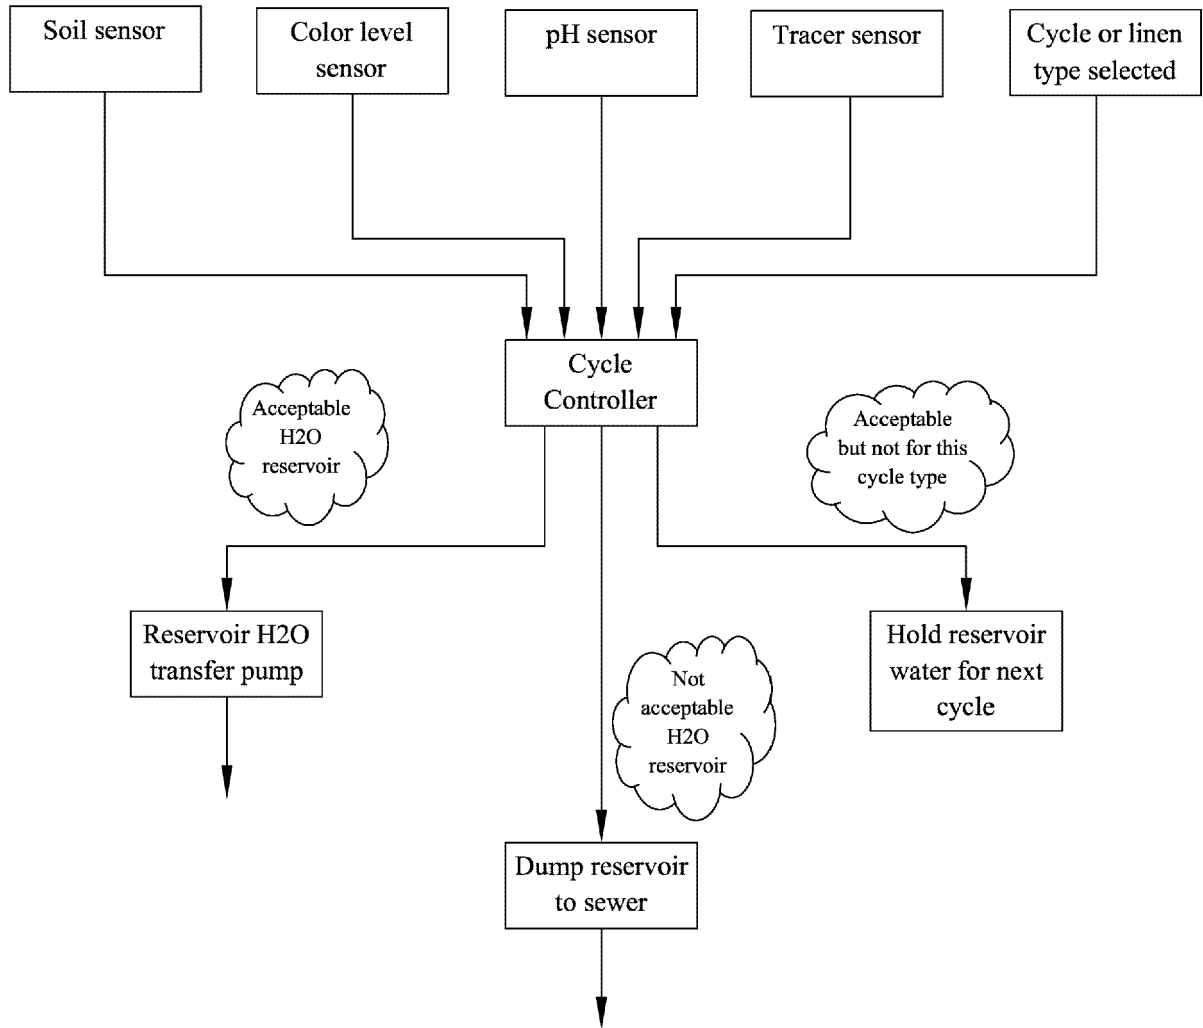 Soil sensor
Color level
sensor
pH sensor
Tracer sensor
Cycle or linen
type selected
Cycle
Controller
Acceptable
H2O
reservoir
Acceptable
but not for this
cycle type
Reservoir H2O
transfer pump
Hold reservoir
water for next
cycle
Not
acceptable
H2O
reservoir
Dump reservoir
to sewer